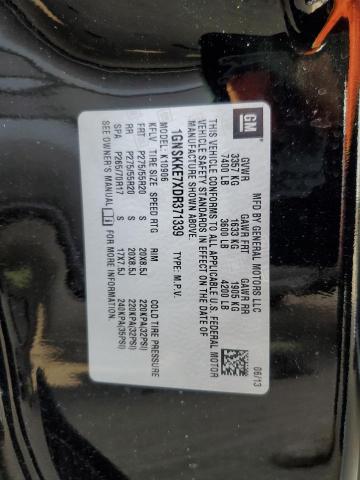 GM
MFD BY GENERAL MOTORS LLC
06/13
GVWR GAWR FRT GAWR RR
3357 KG 1633 KG 1905 KG
7400 LB 3600 LB 4200 LB
THIS VEHICLE CONFORMS TO ALL APPLICABLE U.S. FEDERAL MOTOR
VEHICLE SAFETY STANDARDS IN EFFECT ON THE DATE OF
MANUFACTURE SHOWN ABOVE.
1GNSKKE7XDR371339 TYPE: M.P.V.
MODEL: K10906
KFLV TIRE SIZE SPEED RTG RIM COLD TIRE PRESSURE
FRT P275/55R20 S 20X8.5J 220KPA(32PSI)
RR P275/55R20 S 20X8.5J 220KPA(32PSI)
SPA P265/70R17 S 17X7.5J 240KPA(35PSI)
SEE OWNER'S MANUAL FOR MORE INFORMATION.